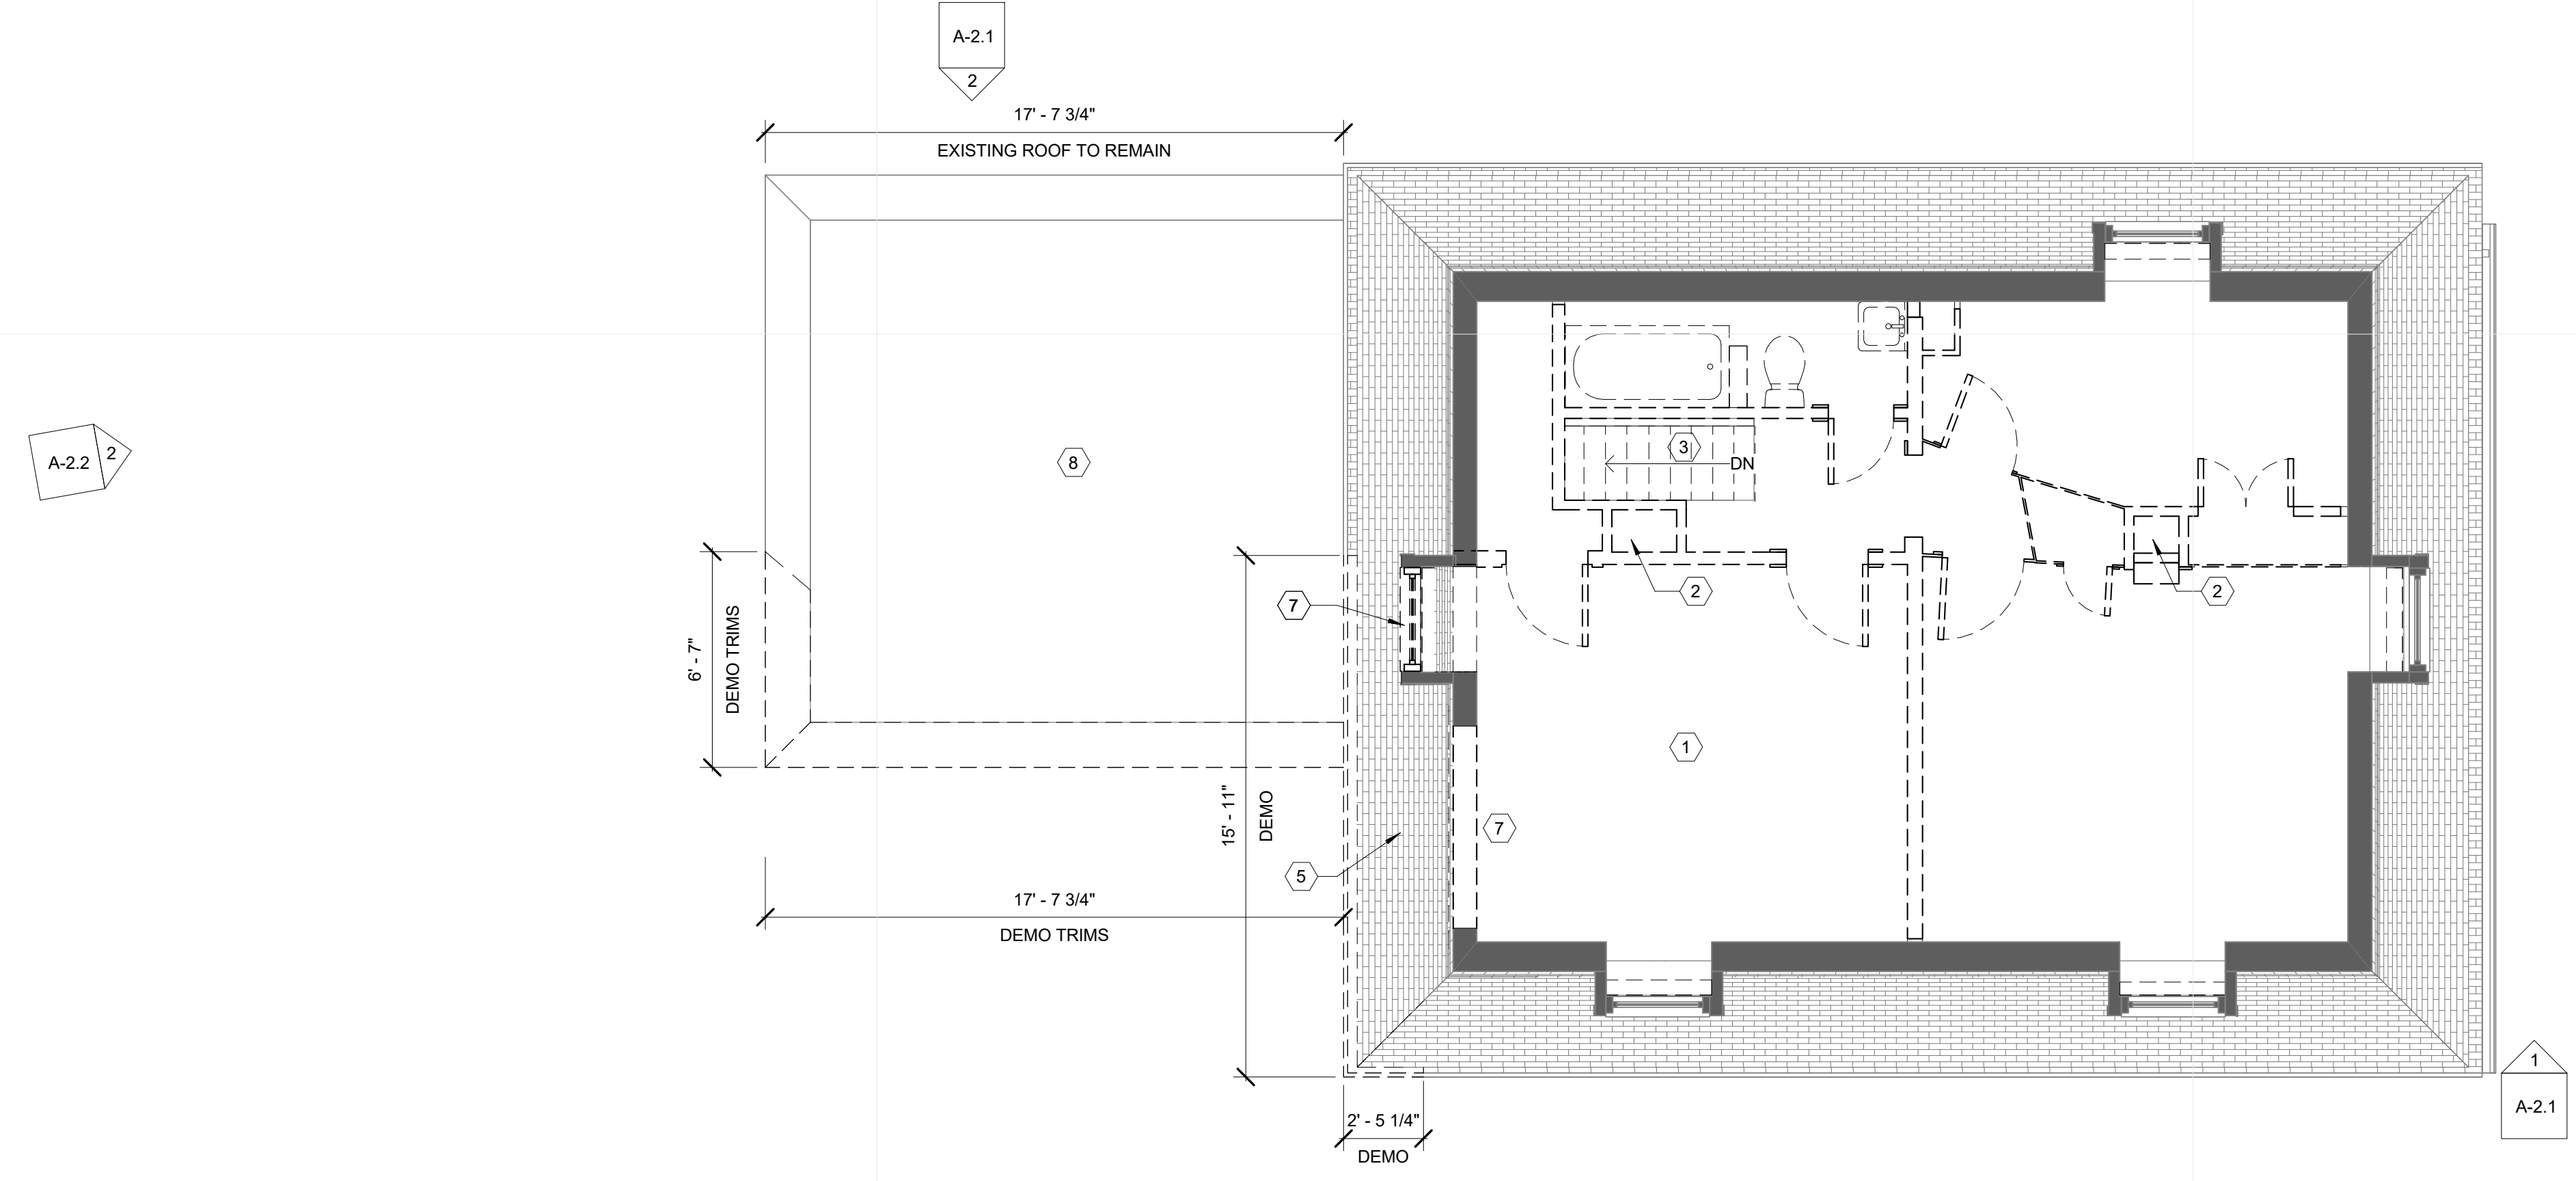 A-2.1
2
17' - 7 3/4"
EXISTING ROOF TO REMAIN
A-2.2
2
8
3
DN
2
2
7
6' - 7"
DEMO TRIMS
1
15' - 11"
DEMO
7
5
17' - 7 3/4"
DEMO TRIMS
2' - 5 1/4"
DEMO
1
A-2.1